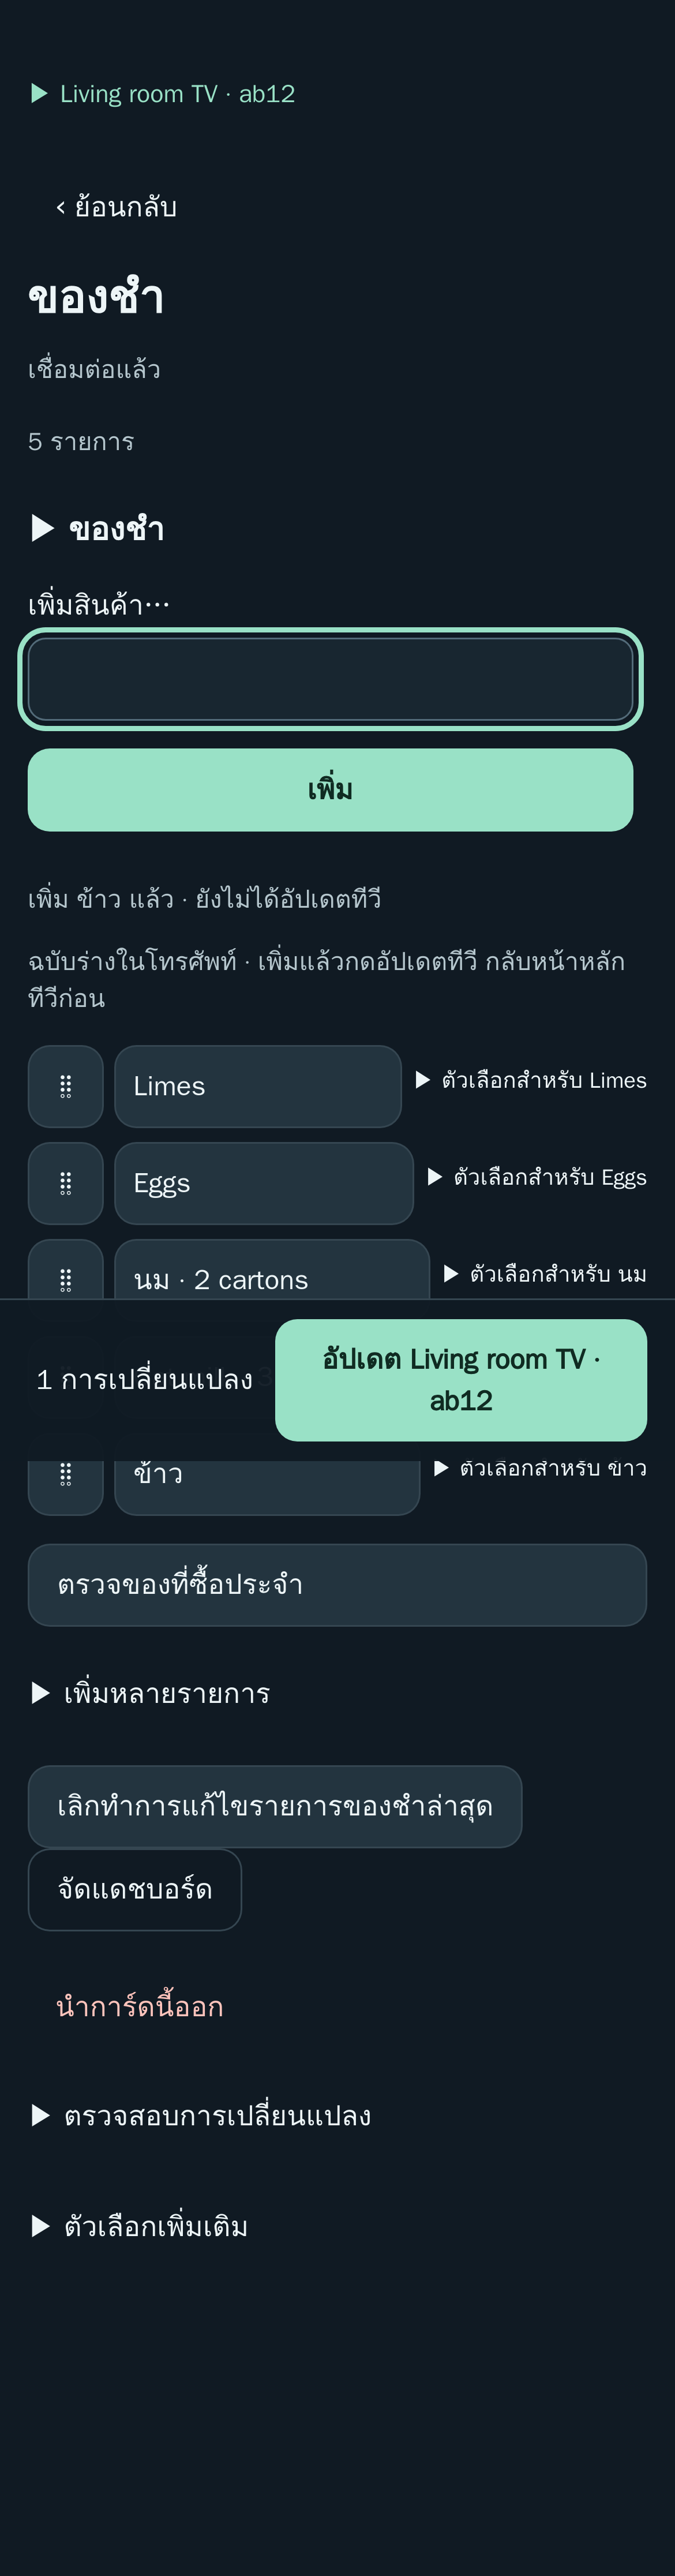 ▶ Living room TV · ab12
‹ ย้อนกลับ
ของชำ
เชื่อมต่อแล้ว
5 รายการ
▶ ของชำ
เพิ่มสินค้า…
เพิ่ม
เพิ่ม ข้าว แล้ว · ยังไม่ได้อัปเดตทีวี
ฉบับร่างในโทรศัพท์ · เพิ่มแล้วกดอัปเดตทีวี กลับหน้าหลัก
ทีวีก่อน
Limes ▶ ตัวเลือกสำหรับ Limes
Eggs ▶ ตัวเลือกสำหรับ Eggs
นม · 2 cartons ▶ ตัวเลือกสำหรับ นม
1 การเปลี่ยนแปลง
อัปเดต Living room TV ·
ab12
ข้าว ▶ ตัวเลือกสำหรับ ข้าว
ตรวจของที่ซื้อประจำ
▶ เพิ่มหลายรายการ
เลิกทำการแก้ไขรายการของชำล่าสุด
จัดแดชบอร์ด
นำการ์ดนี้ออก
▶ ตรวจสอบการเปลี่ยนแปลง
▶ ตัวเลือกเพิ่มเติม